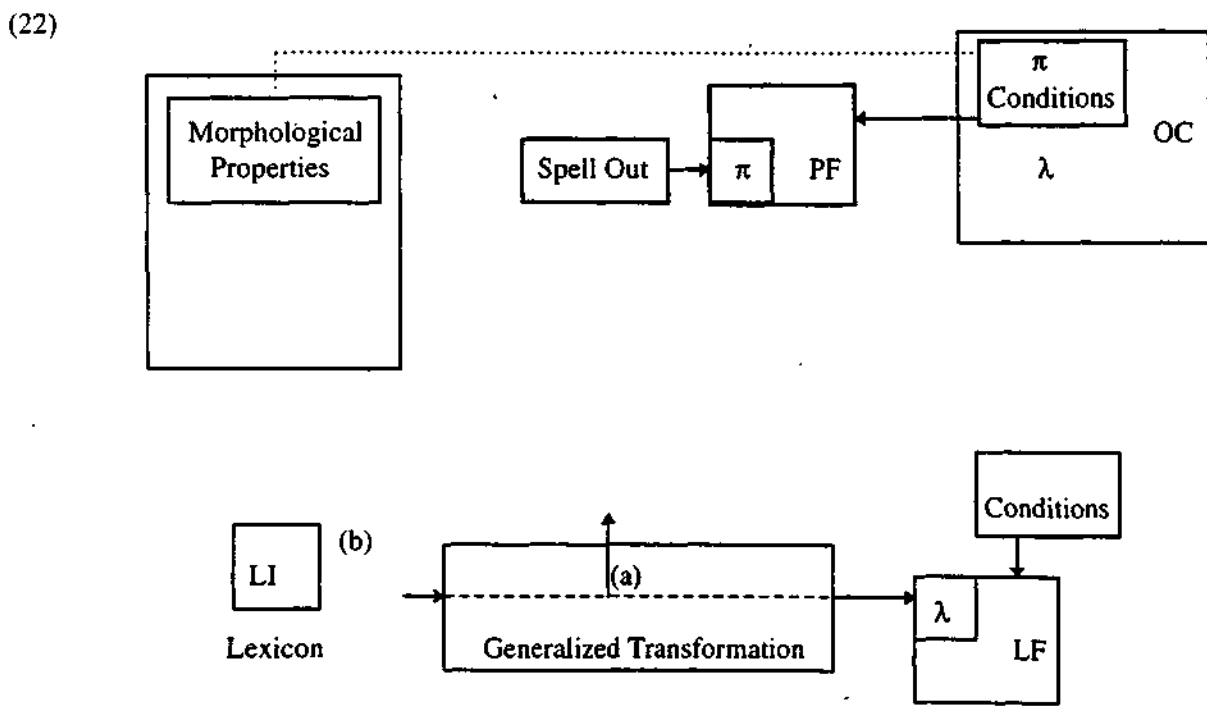 (22)
π
Conditions
OC
λ
Morphological
Properties
Spell Out
π
PF
Conditions
LI
(b)
(a)
Lexicon
Generalized Transformation
λ
LF